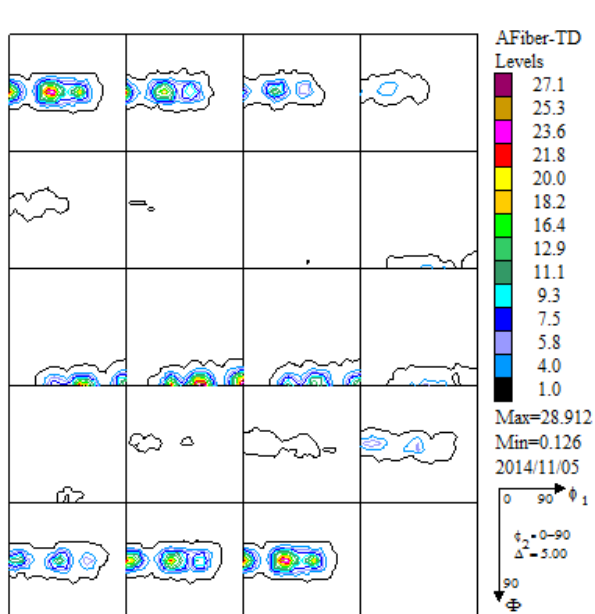 AFiber-TD
Levels
27.1
25.3
23.6
21.8
20.0
18.2
16.4
12.9
11.1
9.3
7.5
5.8
4.0
1.0
Max=28.912
Min=0.126
2014/11/05
0 90 ϕ 1
ϕ2=0-90
Δ =5.00
90
Φ